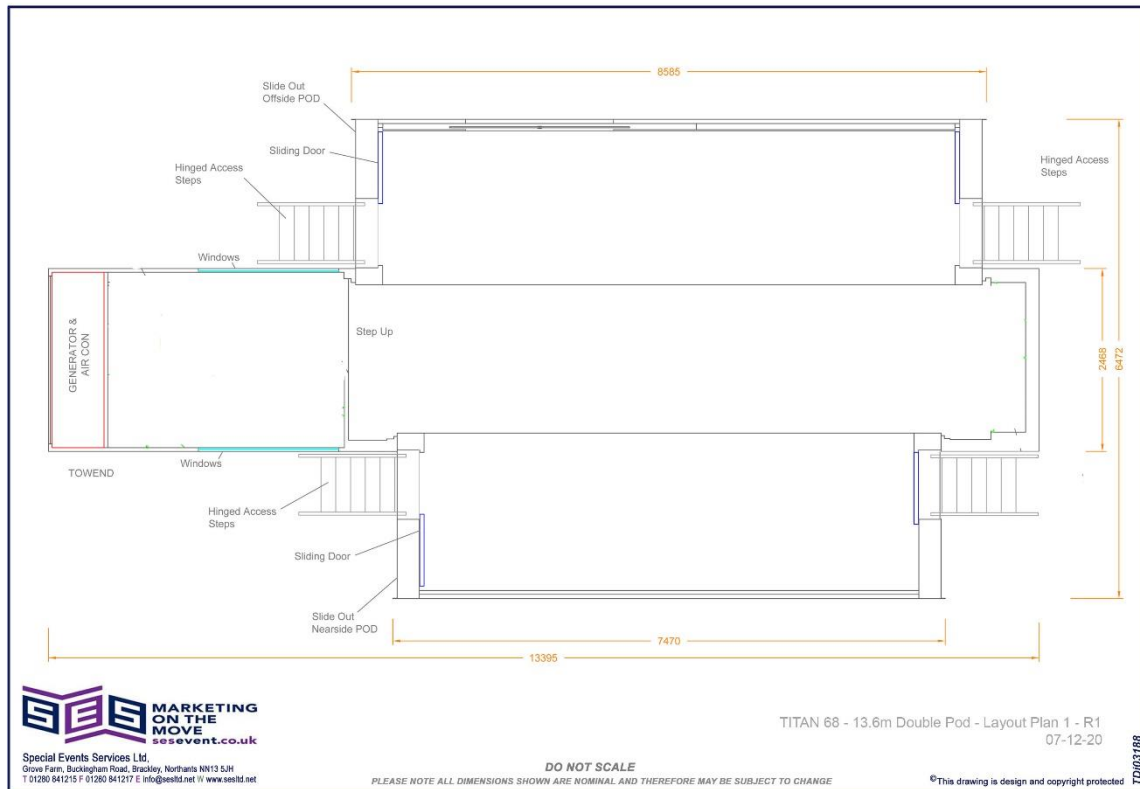 8585
Slide Out
Offside POD
Sliding Door
Hinged Access
Steps
Hinged Access
Steps
Windows
GENERATOR &
AIR CON
Step Up
2468
6472
Windows
TOWEND
Hinged Access
Steps
Sliding Door
Slide Out
Nearside POD
7470
13395
SES
MARKETING
ON THE
MOVE
sesevent.co.uk
Special Events Services Ltd.
Grove Farm, Buckingham Road, Brackley, Northants NN13 5JH
T 01280 841215 F 01280 841217 E info@sesltd.net W www.sesltd.net
DO NOT SCALE
PLEASE NOTE ALL DIMENSIONS SHOWN ARE NOMINAL AND THEREFORE MAY BE SUBJECT TO CHANGE
TITAN 68 - 13.6m Double Pod - Layout Plan 1 - R1
07-12-20
©This drawing is design and copyright protected